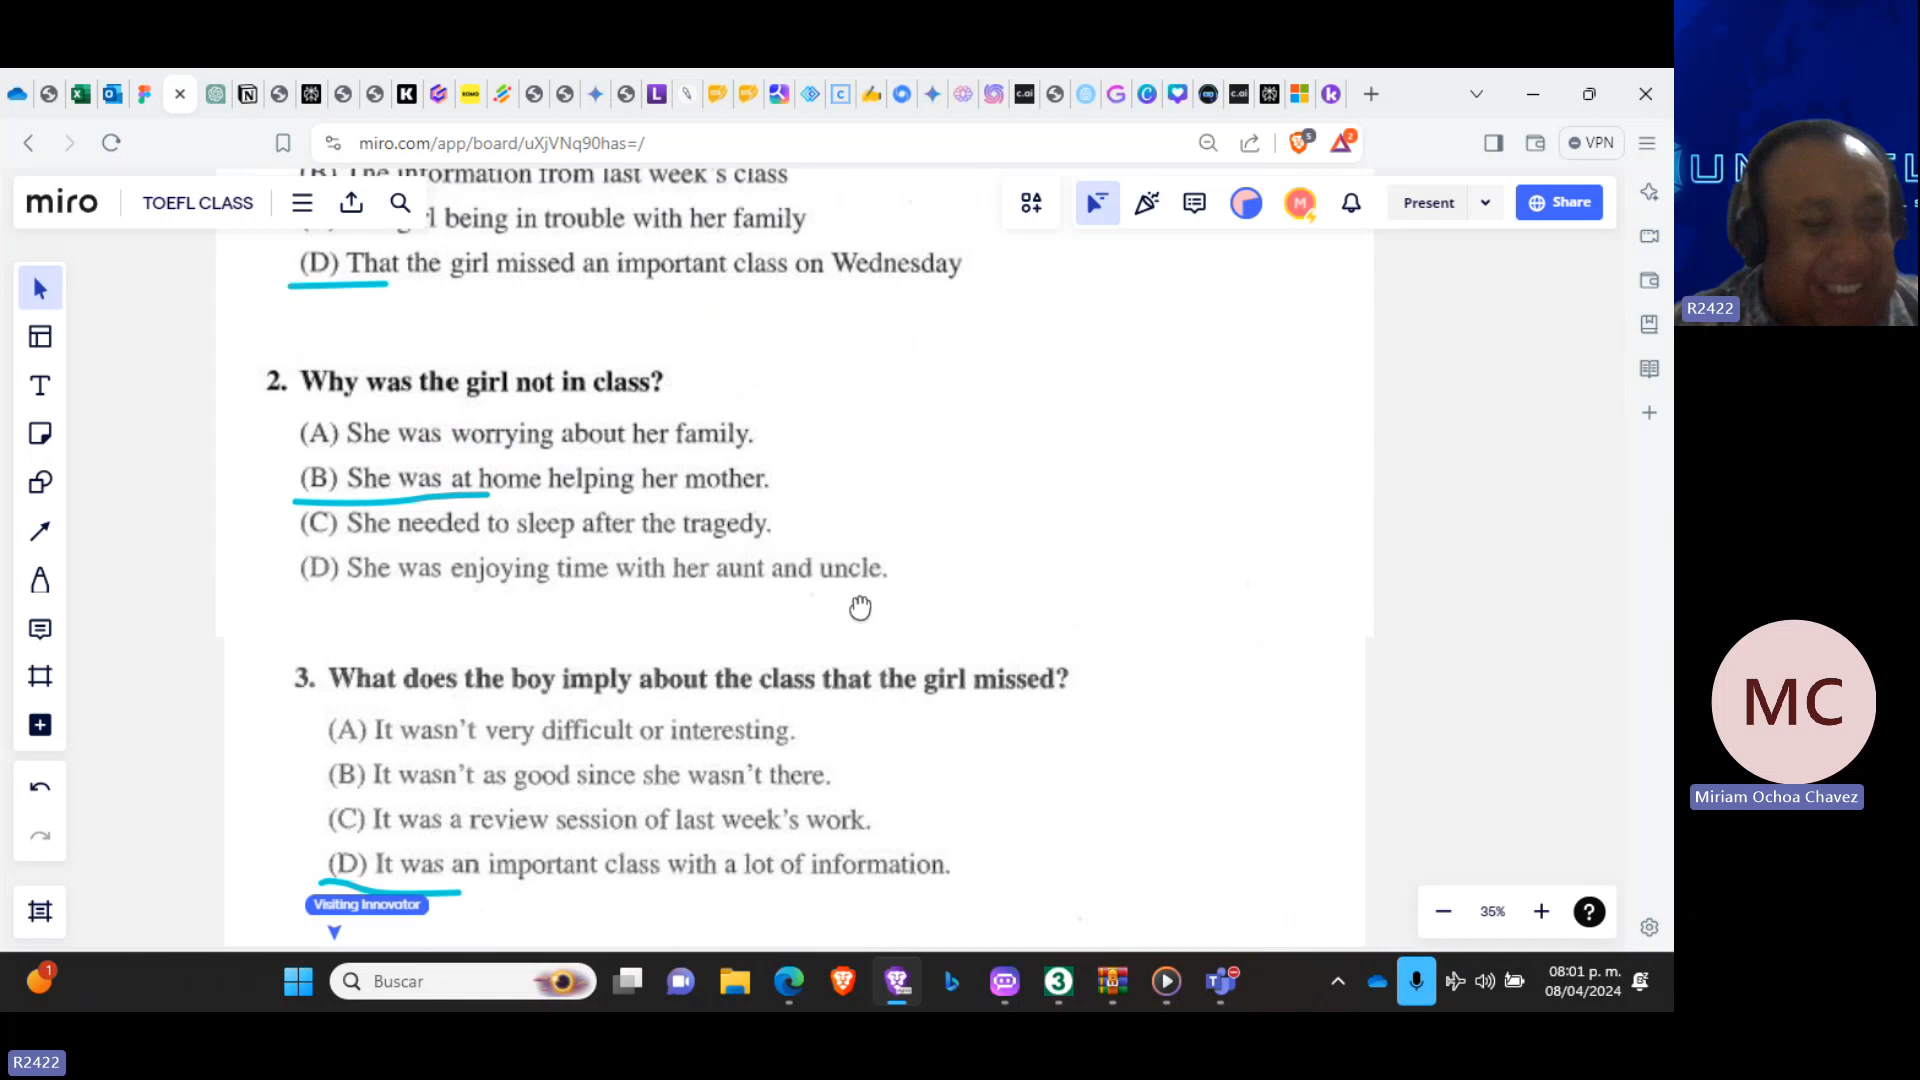 miro.com/app/board/uXjVNq90has=/
5
2
VPN
information from last week's class
miro
TOEFL CLASS
M
Present
Share
being in trouble with her family
(D) That the girl missed an important class on Wednesday
2. Why was the girl not in class?
(A) She was worrying about her family.
(B) She was at home helping her mother.
(C) She needed to sleep after the tragedy.
(D) She was enjoying time with her aunt and uncle.
3. What does the boy imply about the class that the girl missed?
(A) It wasn't very difficult or interesting.
(B) It wasn't as good since she wasn't there.
(C) It was a review session of last week's work.
(D) It was an important class with a lot of information.
Visiting Innovator
35%
?
1
Buscar
3
08:01 p. m.
08/04/2024
R2422
MC
Miriam Ochoa Chavez
R2422